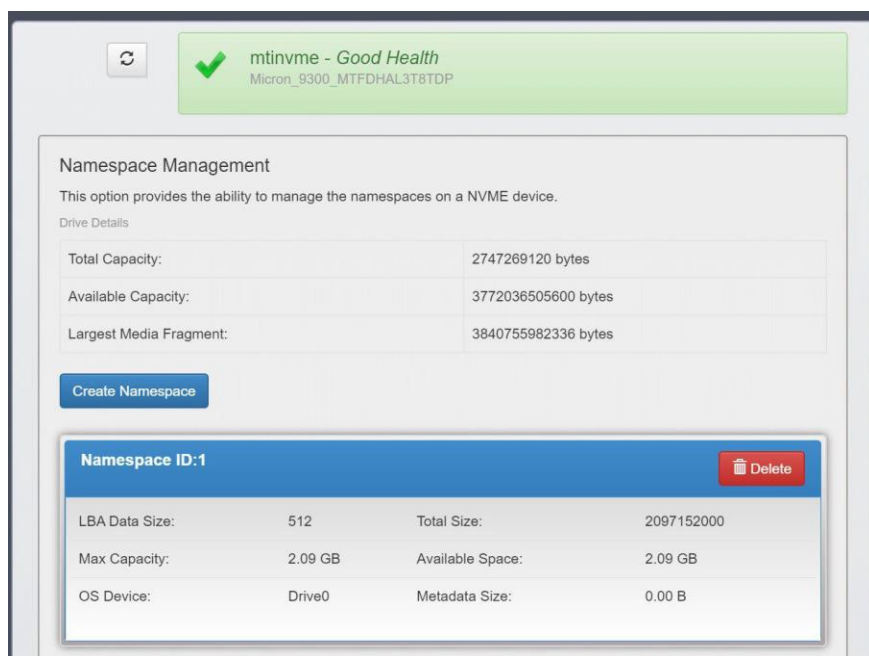 mtinvme - Good Health
Micron_9300_MTFDHAL3T8TDP
Namespace Management
This option provides the ability to manage the namespaces on a NVME device.
Drive Details
Total Capacity: 2747269120 bytes
Available Capacity: 3772036505600 bytes
Largest Media Fragment: 3840755982336 bytes
Create Namespace
Namespace ID:1 Delete
LBA Data Size: 512 Total Size: 2097152000
Max Capacity: 2.09 GB Available Space: 2.09 GB
OS Device: Drive0 Metadata Size: 0.00 B